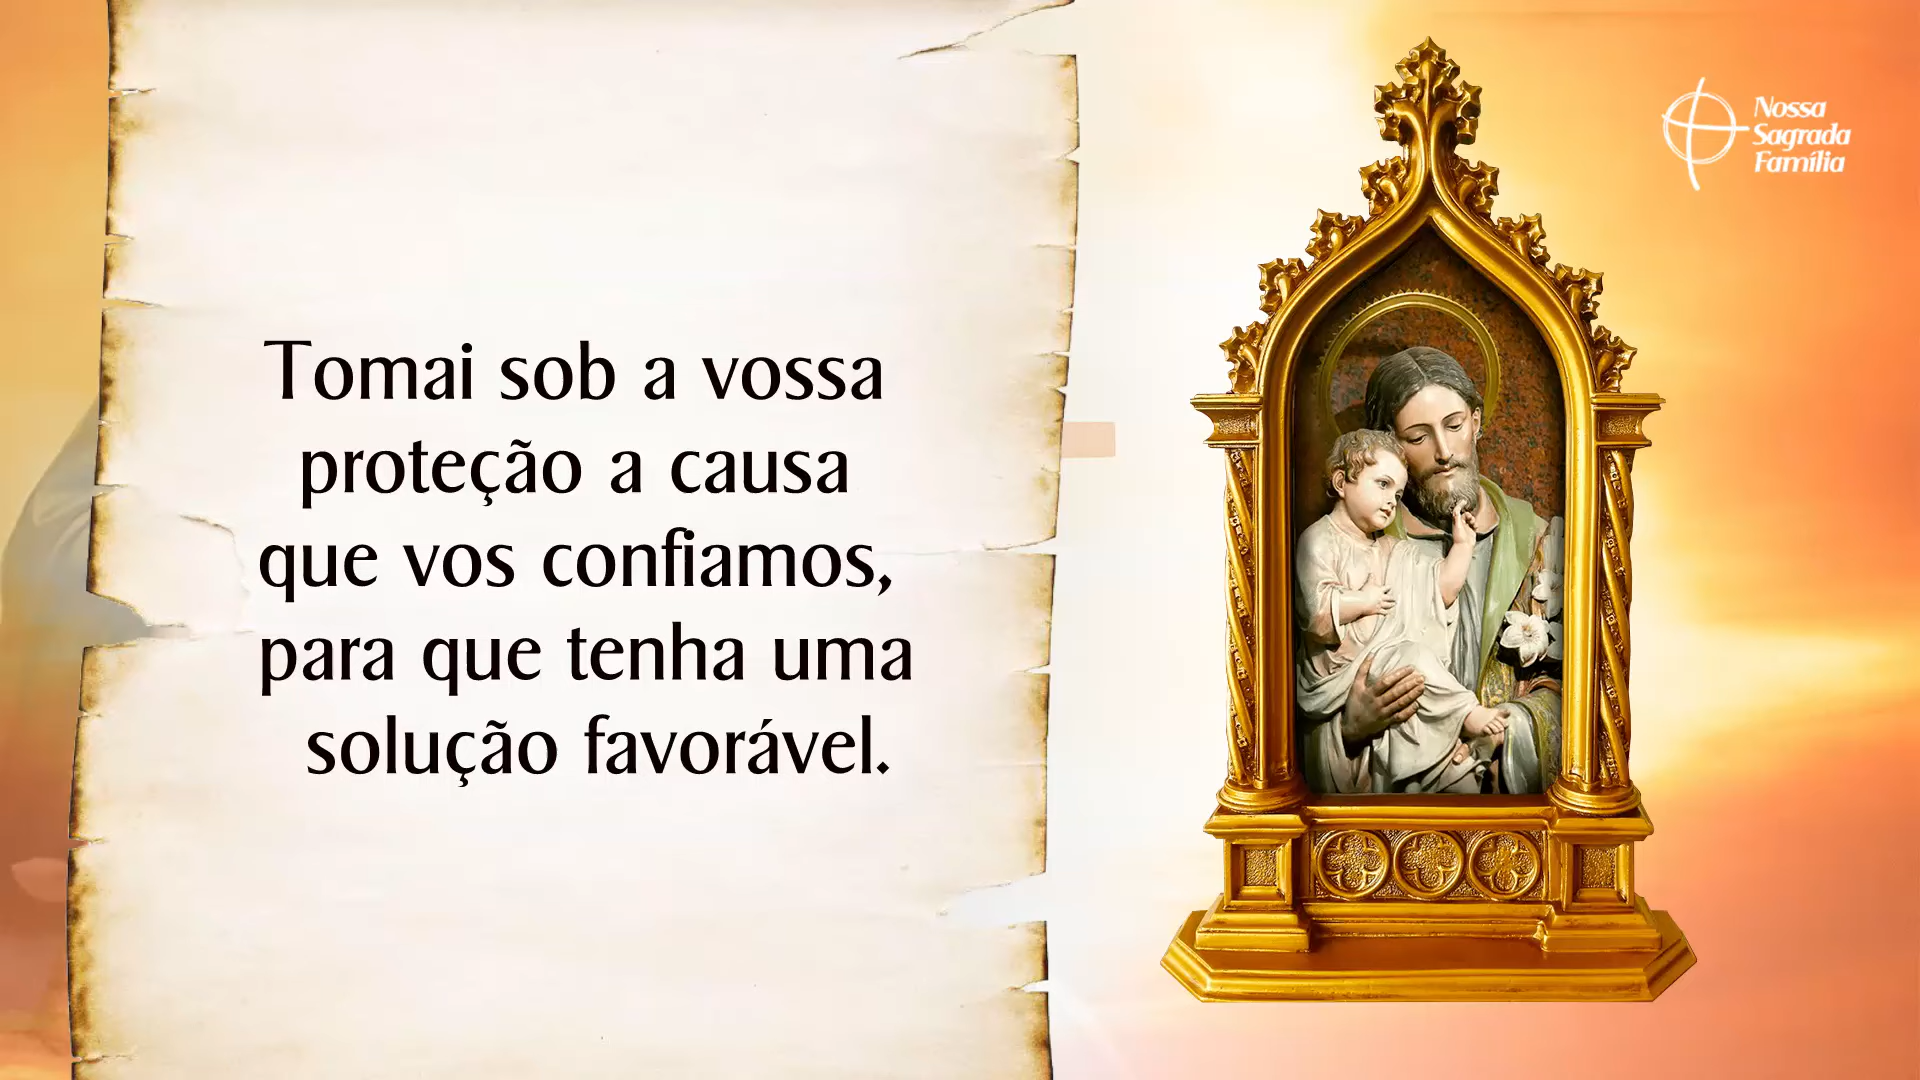 Tomai sob a vossa
proteção a causa
que vos confiamos,
para que tenha uma
solução favorável.
Nossa
Sagrada
Família